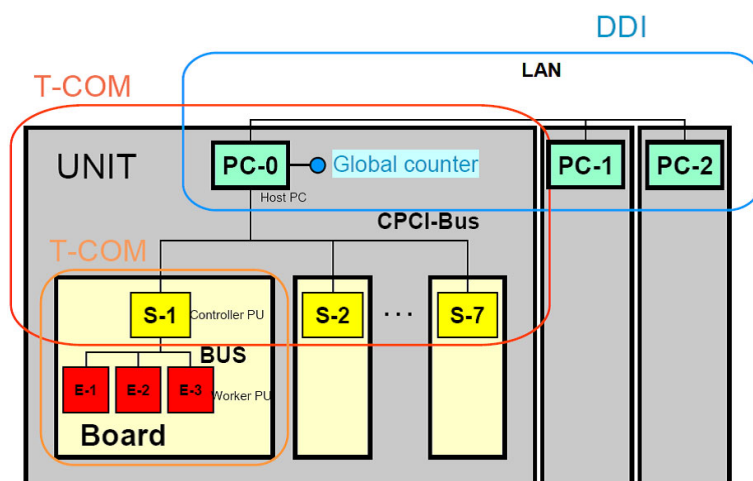 DDI
LAN
T-COM
UNIT
PC-0
Global counter
PC-1
PC-2
Host PC
CPCI-Bus
T-COM
S-1
Controller PU
S-2
...
S-7
BUS
E-1
E-2
E-3
Worker PU
Board